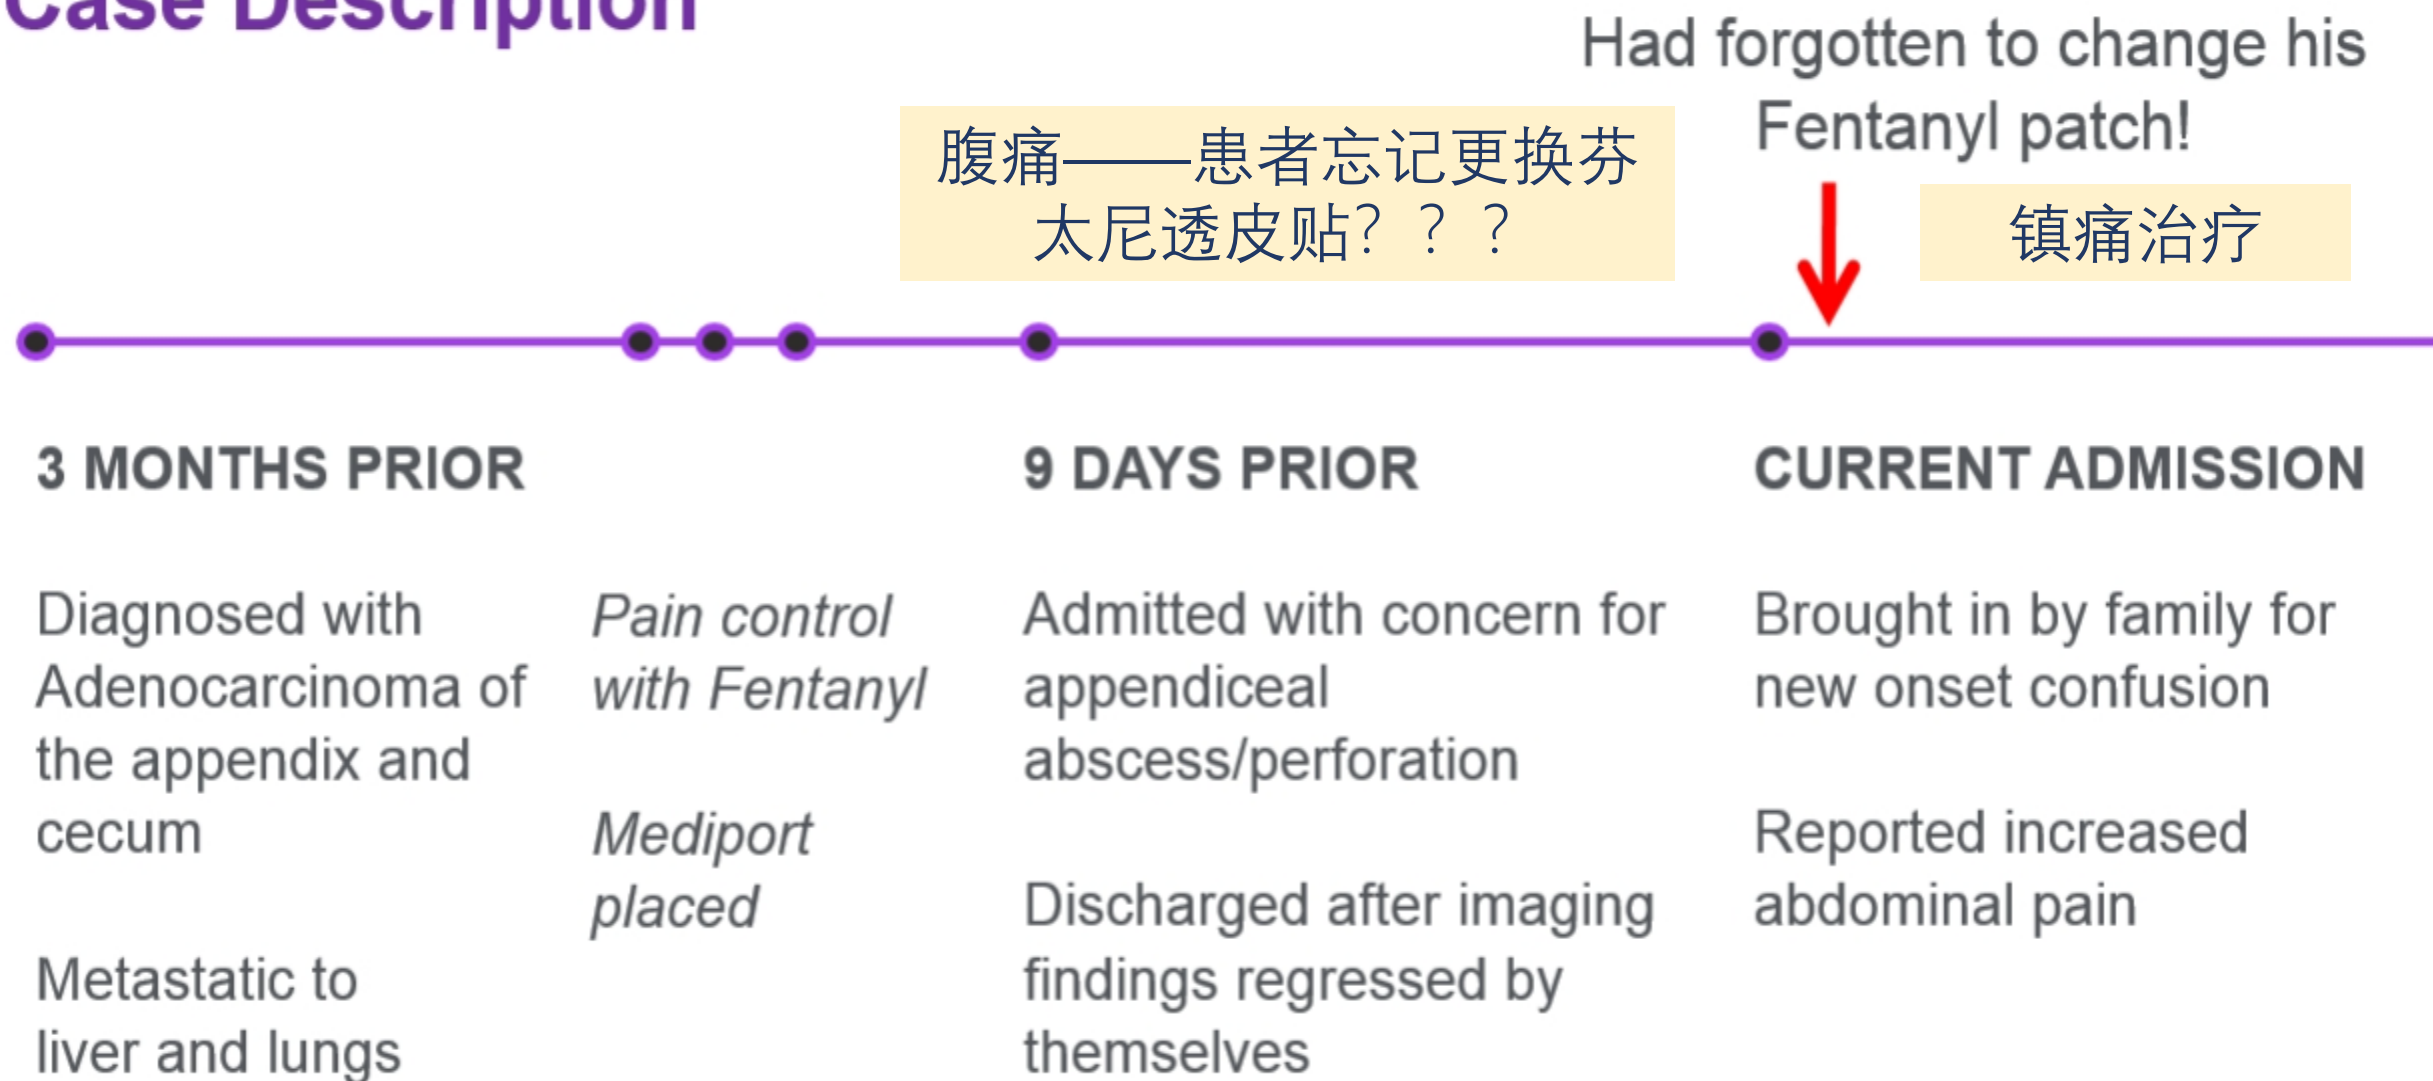 Case Description
Had forgotten to change his
Fentanyl patch!
腹痛——患者忘记更换芬
太尼透皮贴？？？
镇痛治疗
3 MONTHS PRIOR
Diagnosed with
Adenocarcinoma of
the appendix and
cecum
Metastatic to
liver and lungs
Pain control
with Fentanyl
Mediport
placed
9 DAYS PRIOR
Admitted with concern for
appendiceal
abscess/perforation
Discharged after imaging
findings regressed by
themselves
CURRENT ADMISSION
Brought in by family for
new onset confusion
Reported increased
abdominal pain